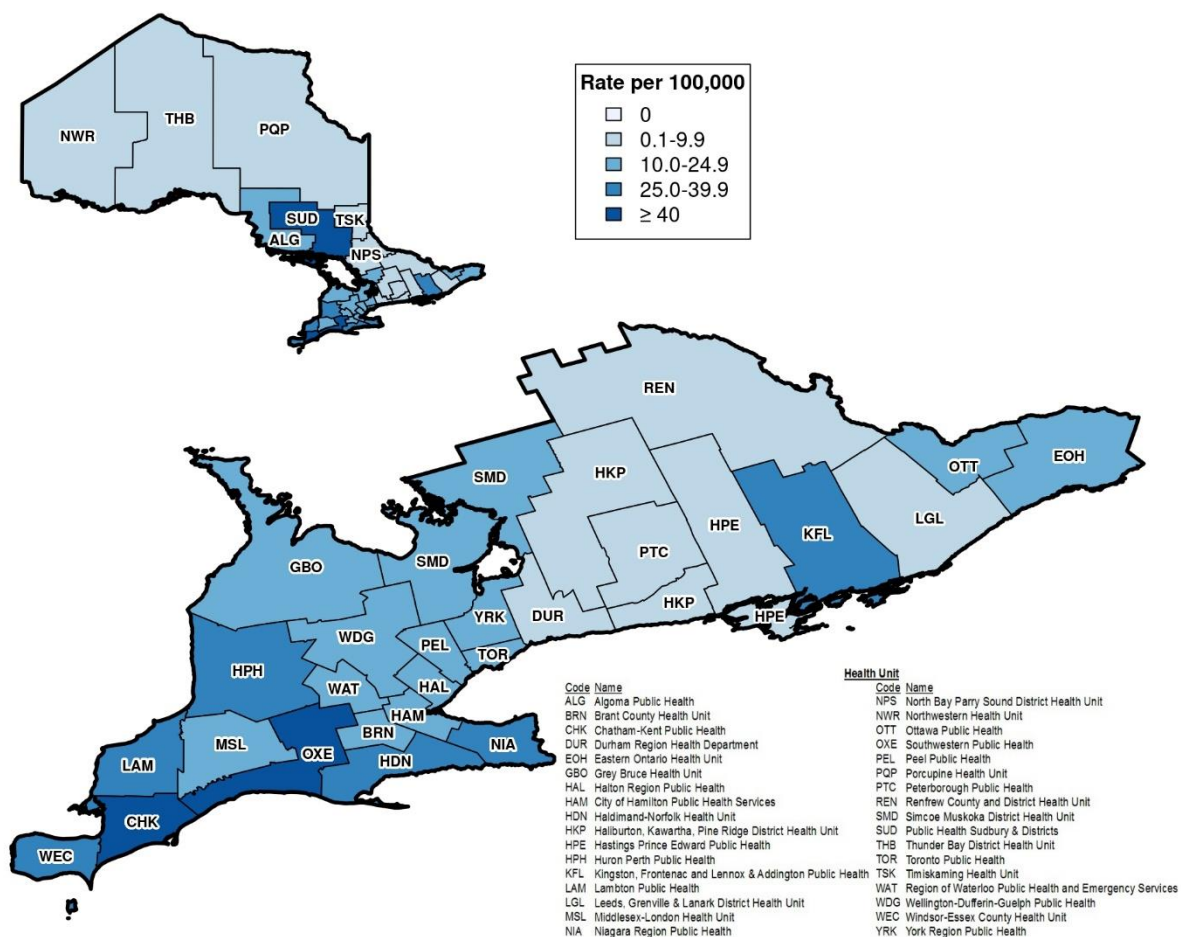 Rate per 100,000
0
0.1-9.9
10.0-24.9
25.0-39.9
≥ 40
NWR
THB
PQP
SUD
TSK
ALG
NPS
REN
SMD
HKP
OTT
EOH
HPE
KFL
LGL
PTC
GBO
SMD
HKP
YRK
DUR
HPE
WDG
PEL
TOR
HPH
WAT
HAL
HAM
MSL
BRN
OXE
NIA
LAM
HDN
CHK
WEC
Health Unit
Code Name
ALG Algoma Public Health
BRN Brant County Health Unit
CHK Chatham-Kent Public Health
DUR Durham Region Health Department
EOH Eastern Ontario Health Unit
GBO Grey Bruce Health Unit
HAL Halton Region Public Health
HAM City of Hamilton Public Health Services
HDN Haldimand-Norfolk Health Unit
HKP Haliburton, Kawartha, Pine Ridge District Health Unit
HPE Hastings Prince Edward Public Health
HPH Huron Perth Public Health
KFL Kingston, Frontenac and Lennox & Addington Public Health
LAM Lambton Public Health
LGL Leeds, Grenville & Lanark District Health Unit
MSL Middlesex-London Health Unit
NIA Niagara Region Public Health
Code Name
NPS North Bay Parry Sound District Health Unit
NWR Northwestern Health Unit
OTT Ottawa Public Health
OXE Southwestern Public Health
PEL Peel Public Health
PQP Porcupine Health Unit
PTC Peterborough Public Health
REN Renfrew County and District Health Unit
SMD Simcoe Muskoka District Health Unit
SUD Public Health Sudbury & Districts
THB Thunder Bay District Health Unit
TOR Toronto Public Health
TSK Timiskaming Health Unit
WAT Region of Waterloo Public Health and Emergency Services
WDG Wellington-Dufferin-Guelph Public Health
WEC Windsor-Essex County Health Unit
YRK York Region Public Health